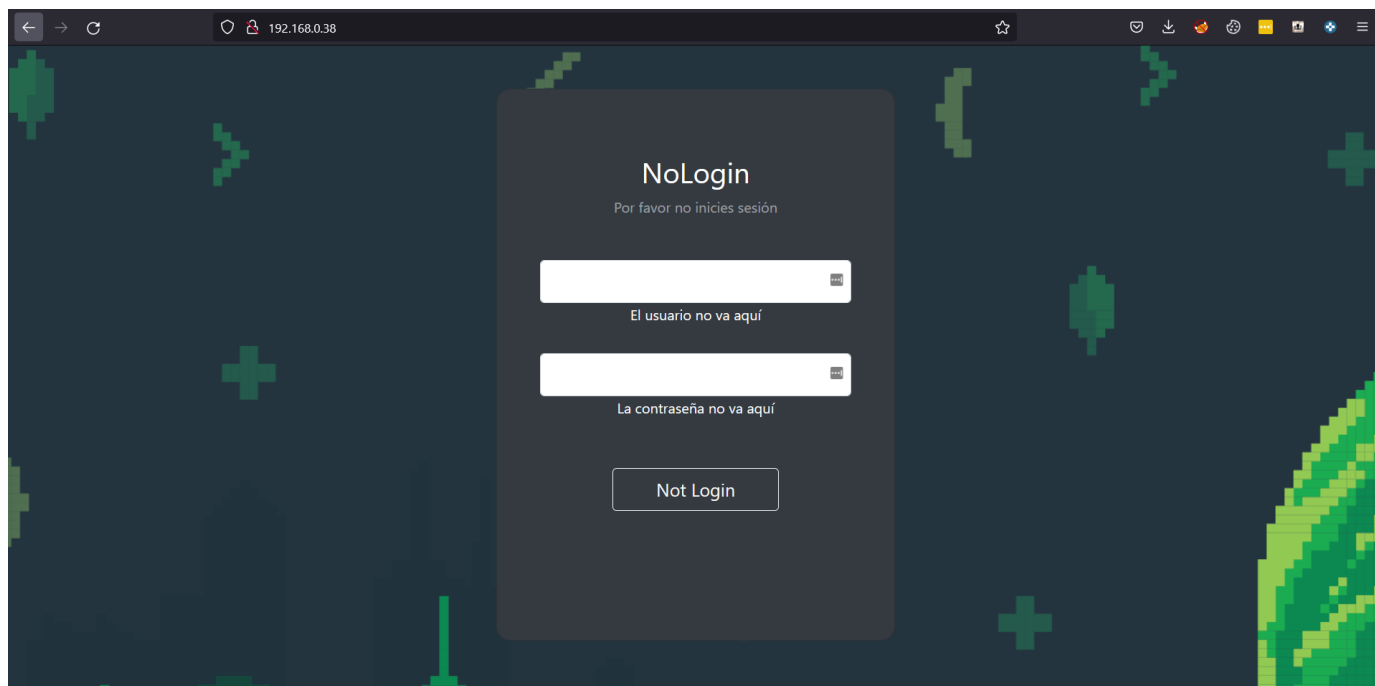 192.168.0.38
NoLogin
Por favor no inicies sesión
El usuario no va aquí
La contraseña no va aquí
Not Login